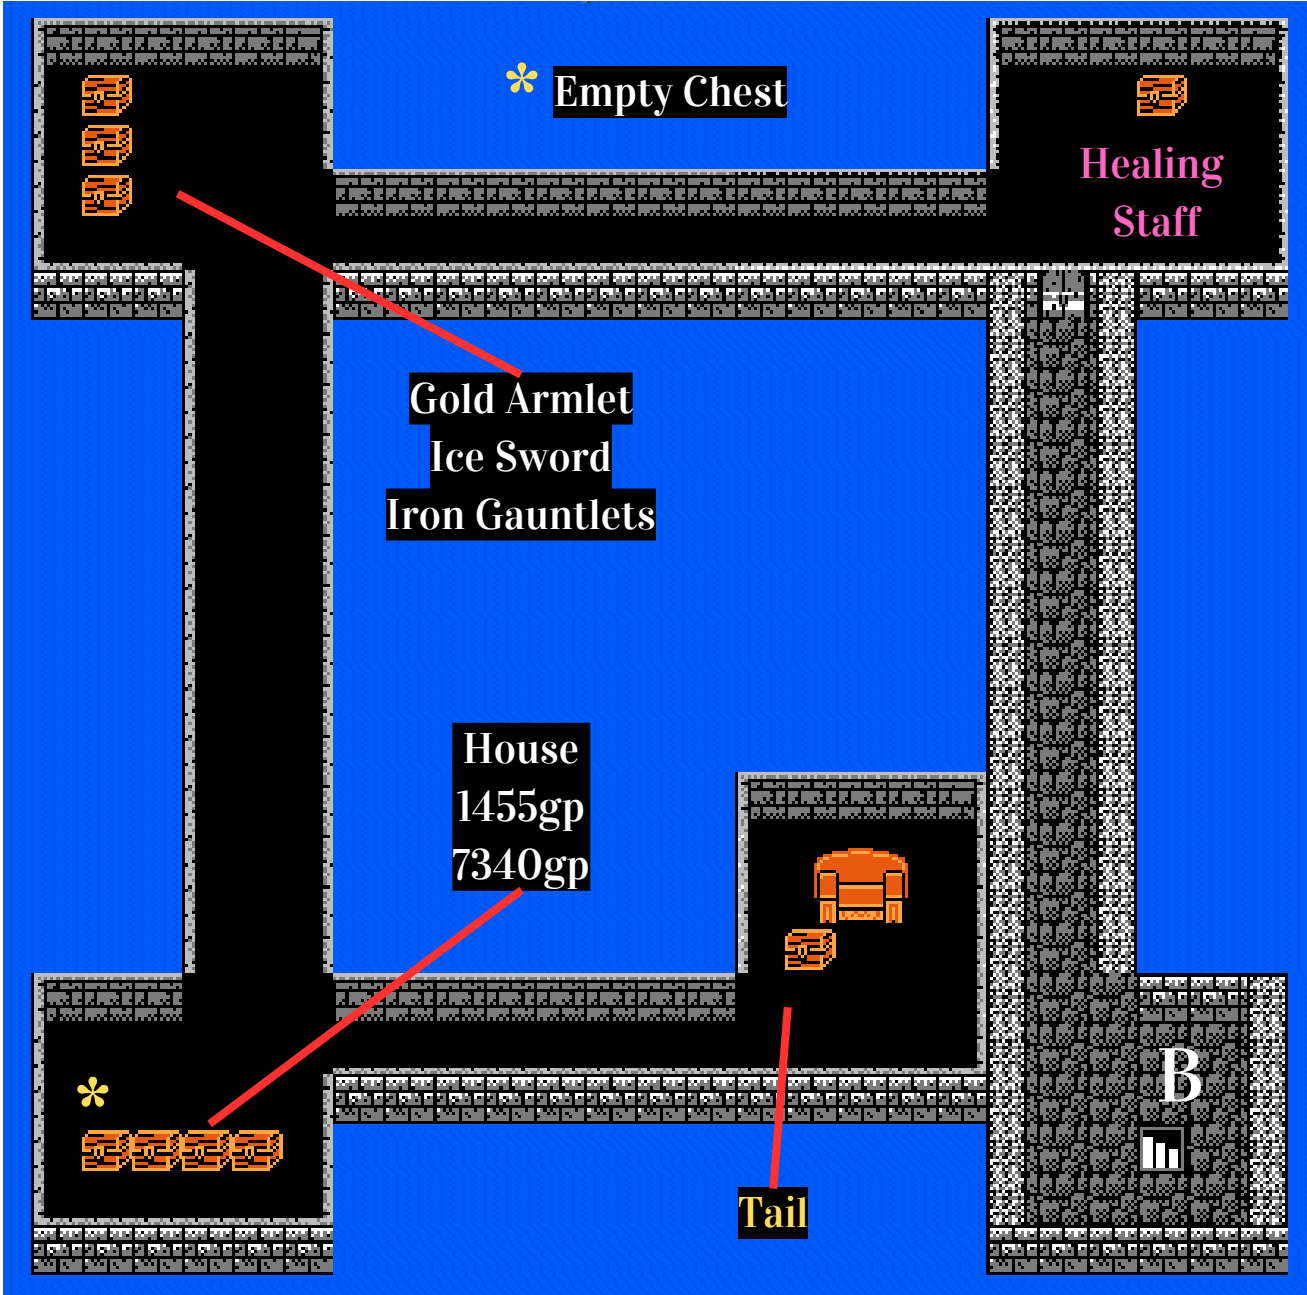 * Empty Chest
Healing
Staff
Gold Armlet
Ice Sword
Iron Gauntlets
House
1455gp
7340gp
*
B
Tail